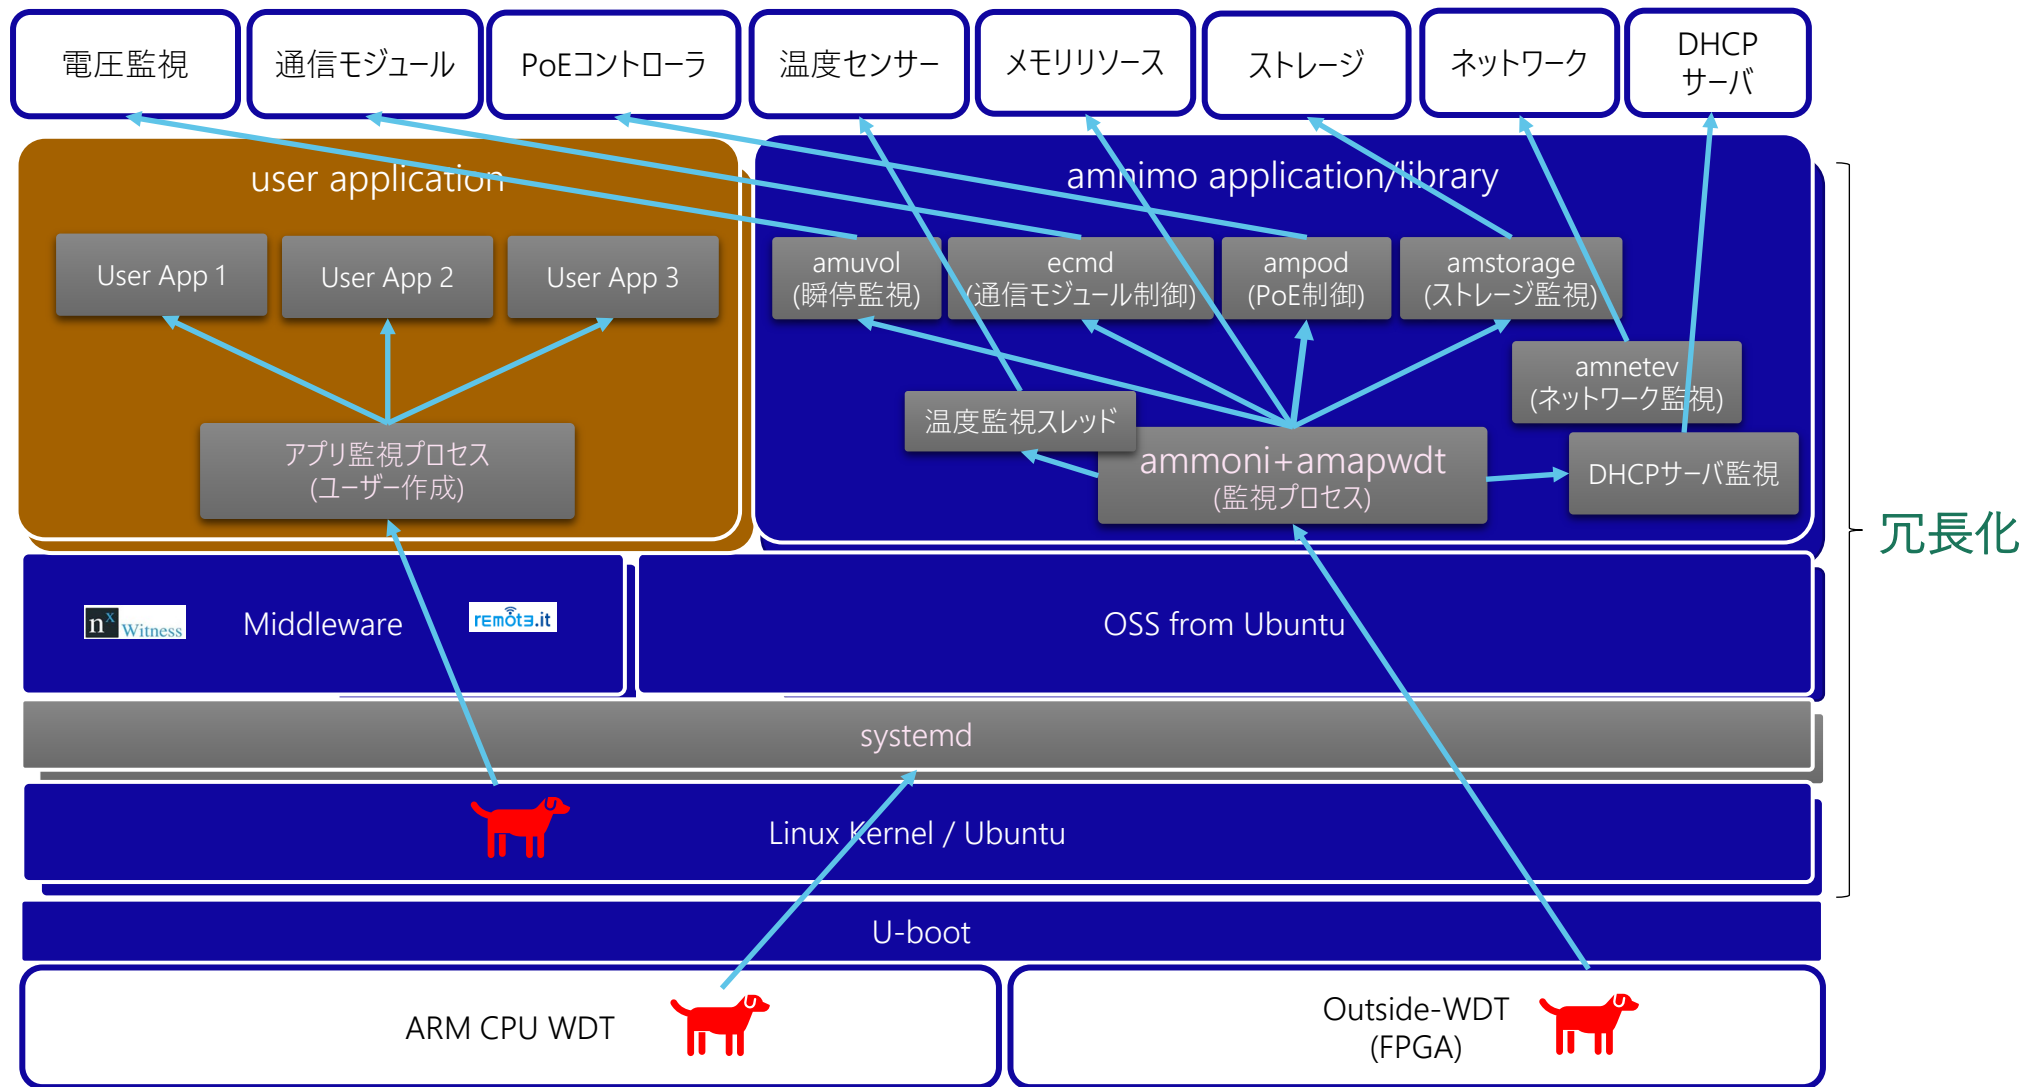 電圧監視
通信モジュール
PoEコントローラ
温度センサー
メモリリソース
ストレージ
ネットワーク
DHCP
サーバ
user application
amnimo application/library
User App 1
User App 2
User App 3
amuvol
(瞬停監視)
ecmd
(通信モジュール制御)
ampod
(PoE制御)
amstorage
(ストレージ監視)
amnetev
(ネットワーク監視)
温度監視スレッド
アプリ監視プロセス
(ユーザー作成)
ammoni+amapwdt
(監視プロセス)
DHCPサーバ監視
冗長化
nx Witness
Middleware
remot3.it
OSS from Ubuntu
systemd
Linux Kernel / Ubuntu
U-boot
ARM CPU WDT
Outside-WDT
(FPGA)